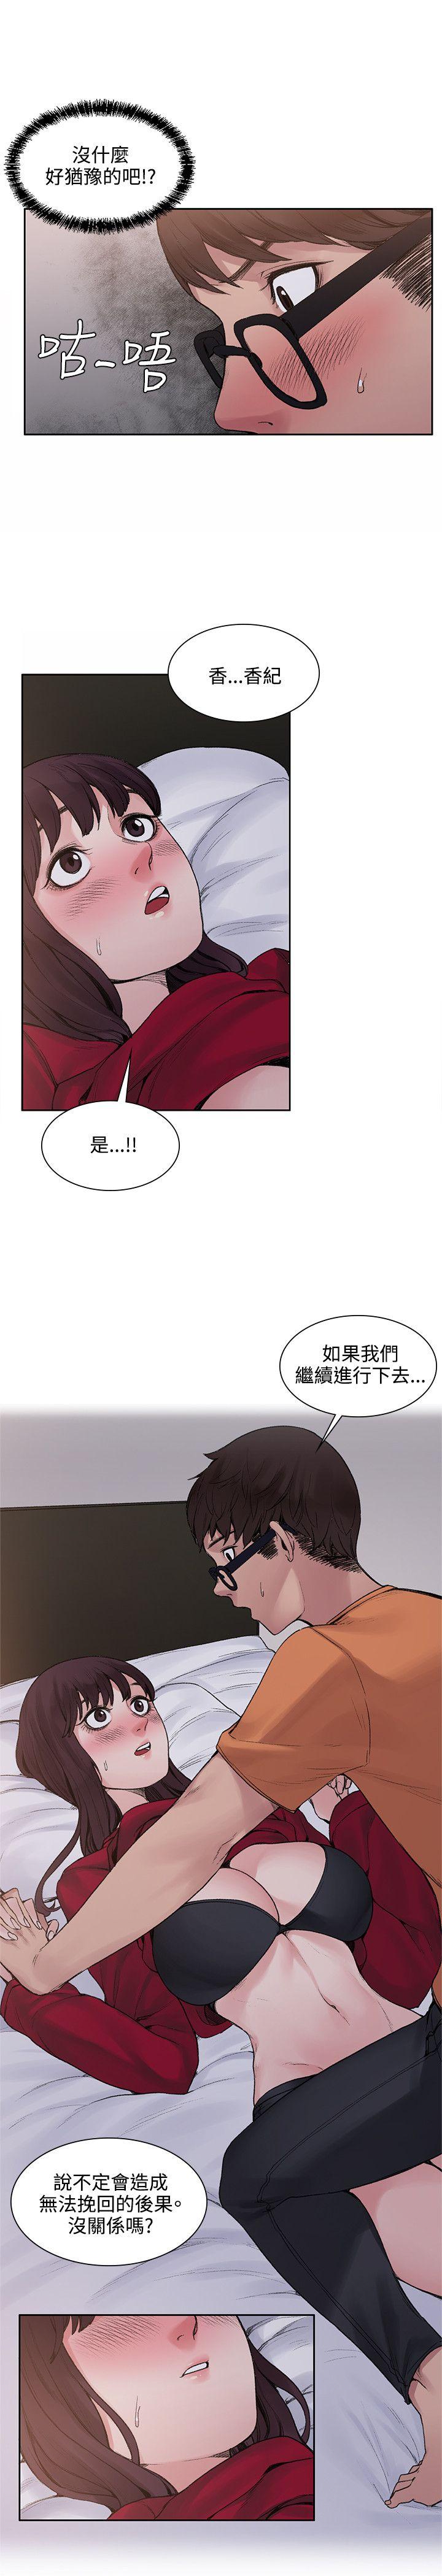 沒什麼
好猶豫的吧!?
咕-唔
香...香紀
是...!!
如果我們
繼續進行下去...
說不定會造成
無法挽回的後果。
沒關係嗎?